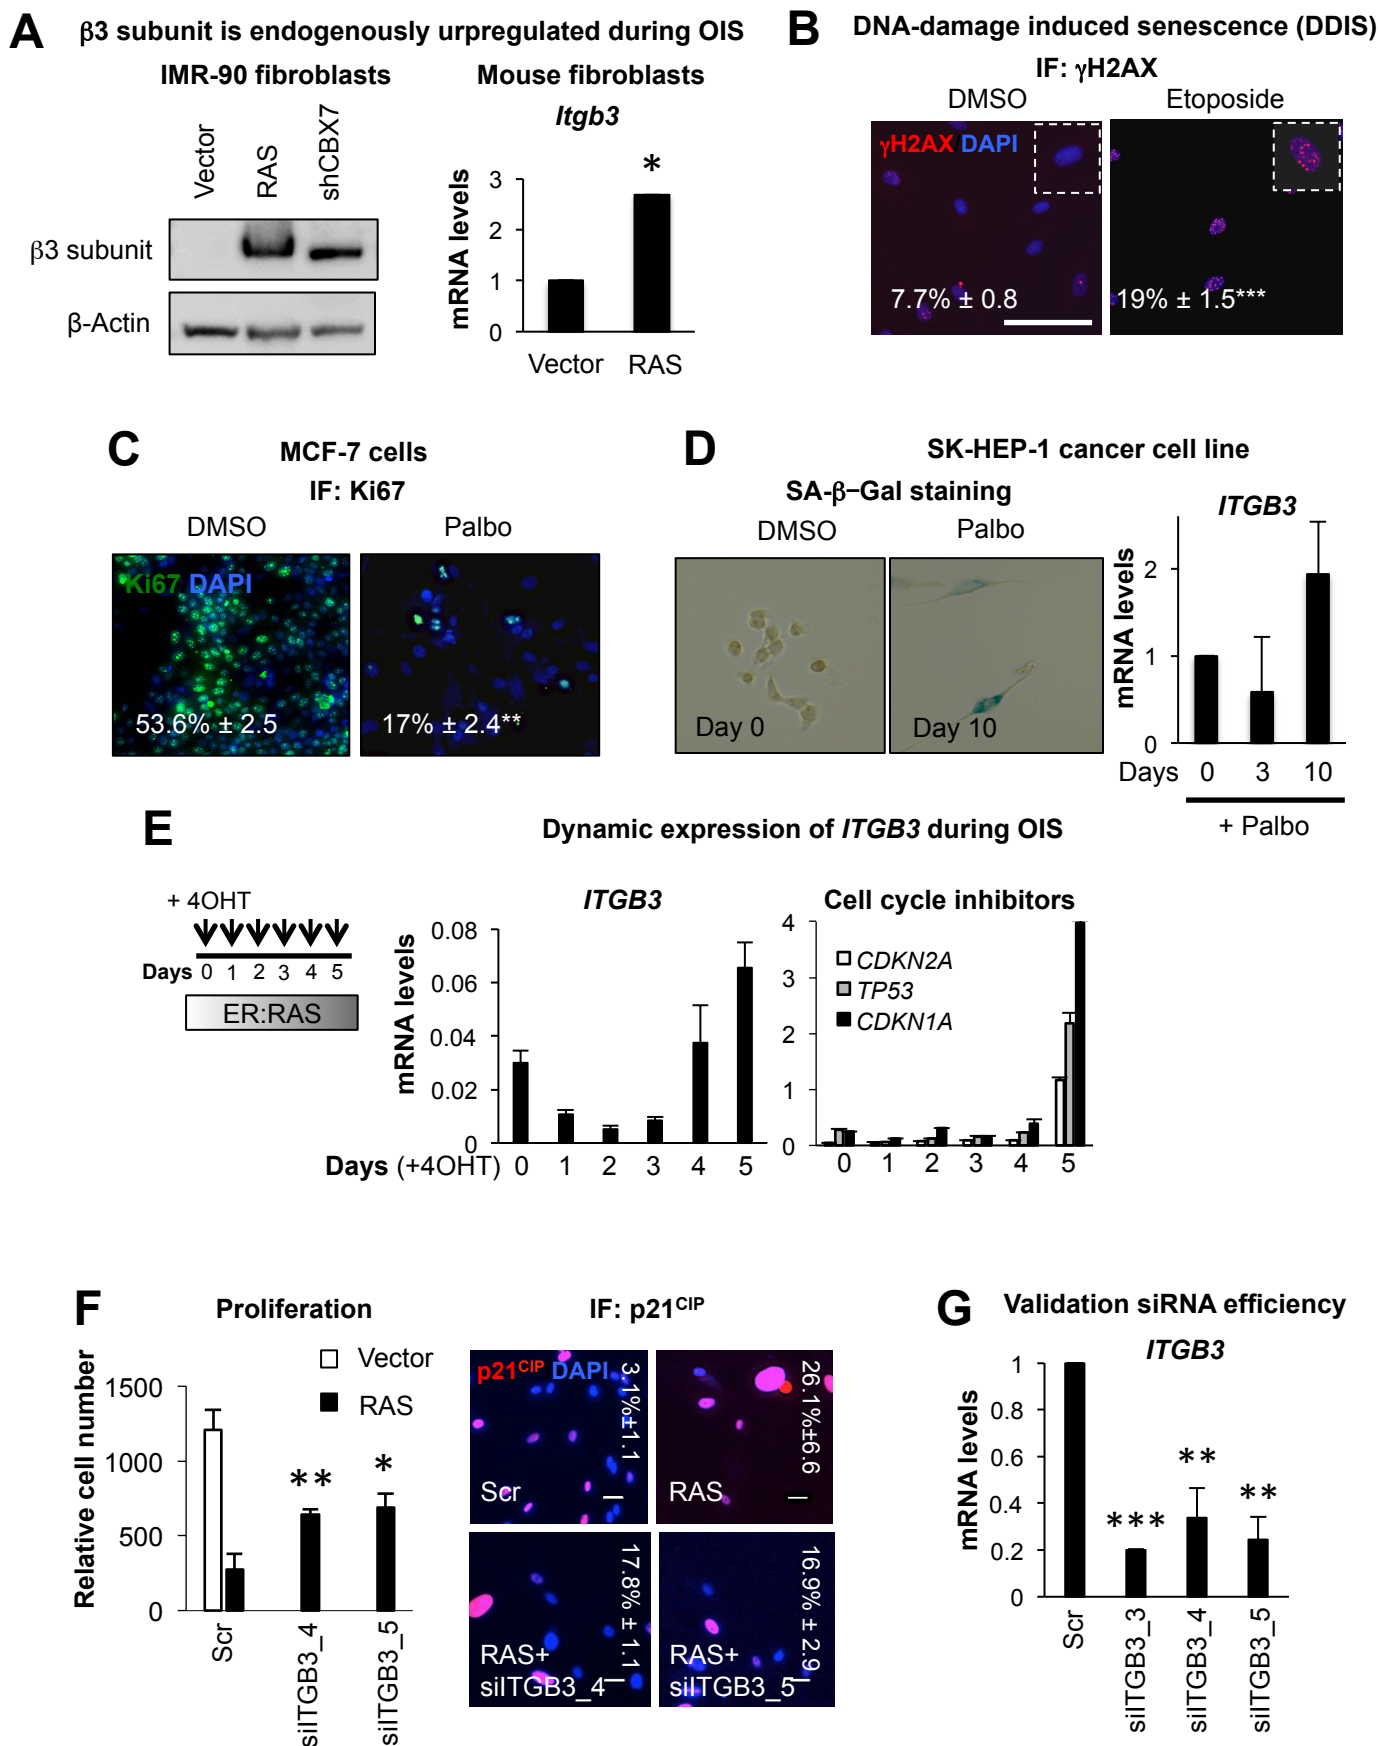 A
β3 subunit is endogenously urpregulated during OIS
IMR-90 fibroblasts
Vector
RAS
shCBX7
β3 subunit
β-Actin
Mouse fibroblasts
Itgb3
mRNA levels
3
2
1
0
*
Vector RAS
B
DNA-damage induced senescence (DDIS)
IF: γH2AX
DMSO
Etoposide
γH2AX DAPI
7.7% ± 0.8
19% ± 1.5***
C
MCF-7 cells
IF: Ki67
DMSO
Palbo
Ki67 DAPI
53.6% ± 2.5
17% ± 2.4**
D
SK-HEP-1 cancer cell line
SA-β–Gal staining
DMSO
Palbo
Day 0
Day 10
ITGB3
mRNA levels
2
1
0
Days 0 3 10
+ Palbo
E
Dynamic expression of ITGB3 during OIS
+ 4OHT
Days 0 1 2 3 4 5
ER:RAS
ITGB3
mRNA levels
0.08
0.06
0.04
0.02
0
Days (+4OHT) 0 1 2 3 4 5
Cell cycle inhibitors
4
3
2
1
0
CDKN2A
TP53
CDKN1A
0 1 2 3 4 5
F
Proliferation
Vector
RAS
Relative cell number
1500
1000
500
0
**
*
Scr
siITGB3_4
siITGB3_5
IF: p21CIP
p21CIP DAPI
3.1%±1.1
Scr
26.1%±6.6
RAS
17.8% ± 1.1
RAS+
siITGB3_4
16.9% ± 2.9
RAS+
siITGB3_5
G
Validation siRNA efficiency
ITGB3
mRNA levels
1
0.8
0.6
0.4
0.2
0
***
**
**
Scr
siITGB3_3
siITGB3_4
siITGB3_5